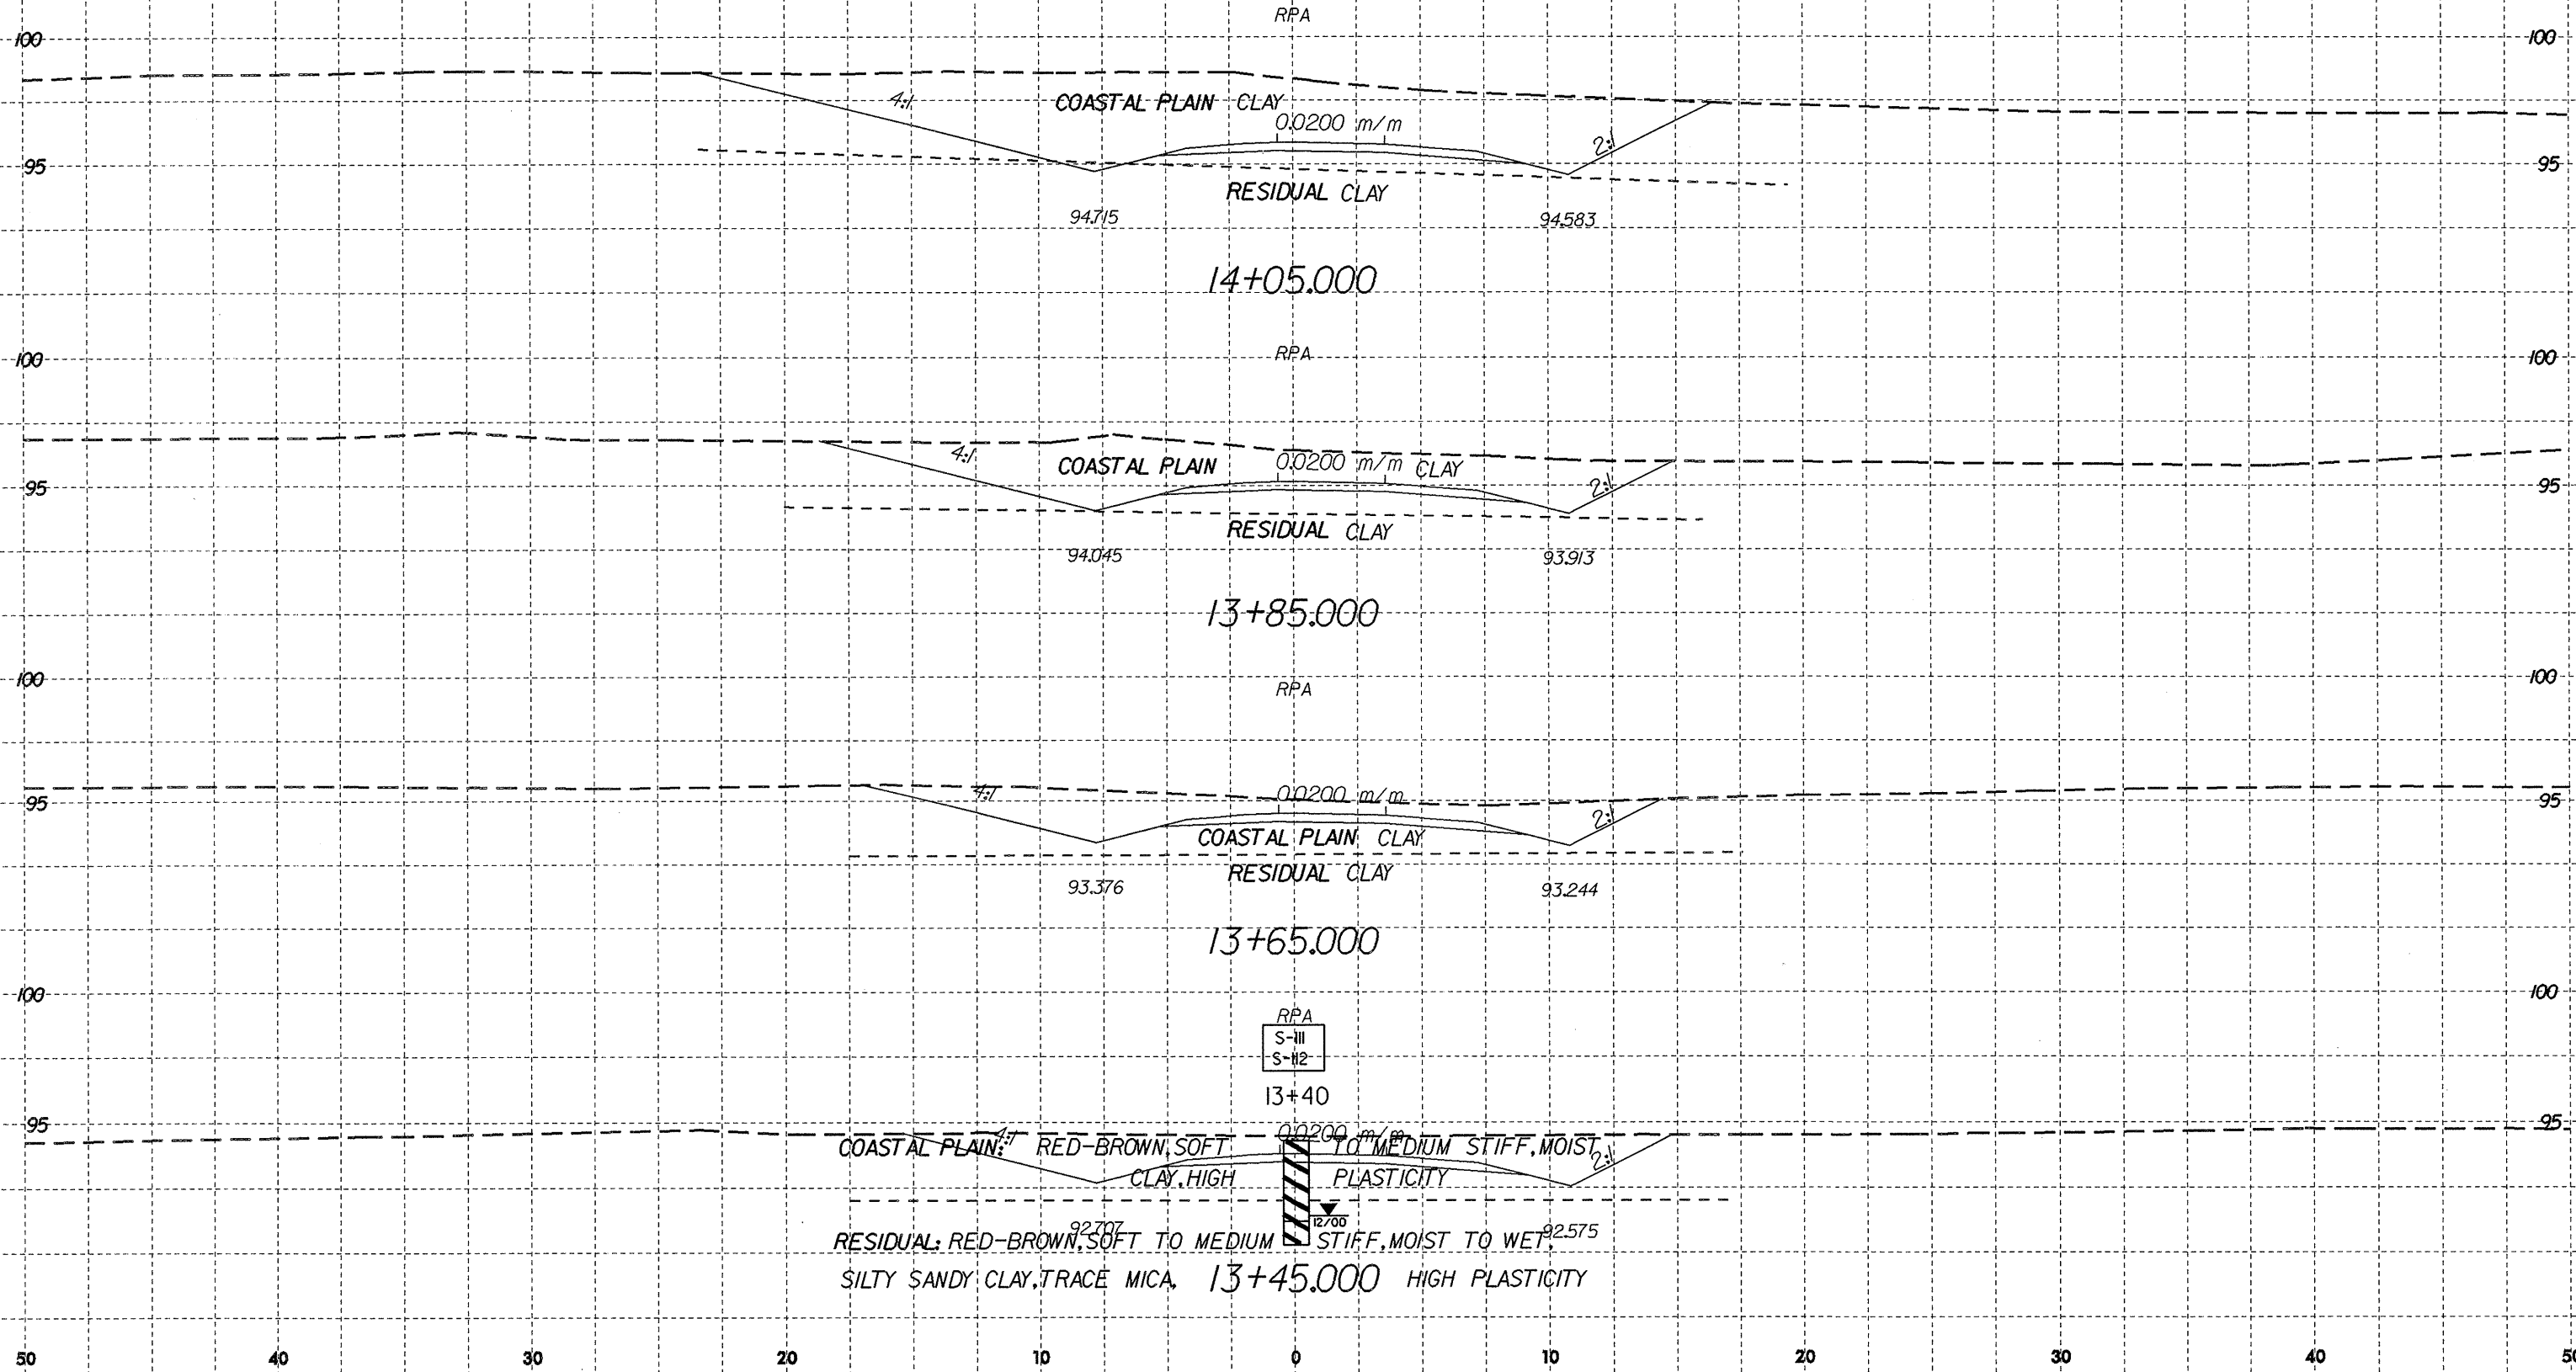 RPA
100 100
4:1 COASTAL PLAIN CLAY
0.0200 m/m
2:1
95 95
RESIDUAL CLAY
94.715 94.583
14+05.000
100 RPA 100
4:1 COASTAL PLAIN 0.0200 m/m CLAY
95 2:1 95
RESIDUAL CLAY
94.045 93.913
13+85.000
100 100
RPA
4:1 0.0200 m/m
95 2:1 95
COASTAL PLAIN CLAY
RESIDUAL CLAY
93.376 93.244
13+65.000
100 100
RPA
S-111
S-112
13+40
95 95
4:1 0.0200 m/m
COASTAL PLAIN: RED-BROWN, SOFT TO MEDIUM STIFF, MOIST,
2:1
CLAY, HIGH PLASTICITY
12/00
92.707 92.575
RESIDUAL: RED-BROWN, SOFT TO MEDIUM STIFF, MOIST TO WET,
SILTY SANDY CLAY, TRACE MICA, 13+45.000 HIGH PLASTICITY
50 40 30 20 10 0 10 20 30 40 50